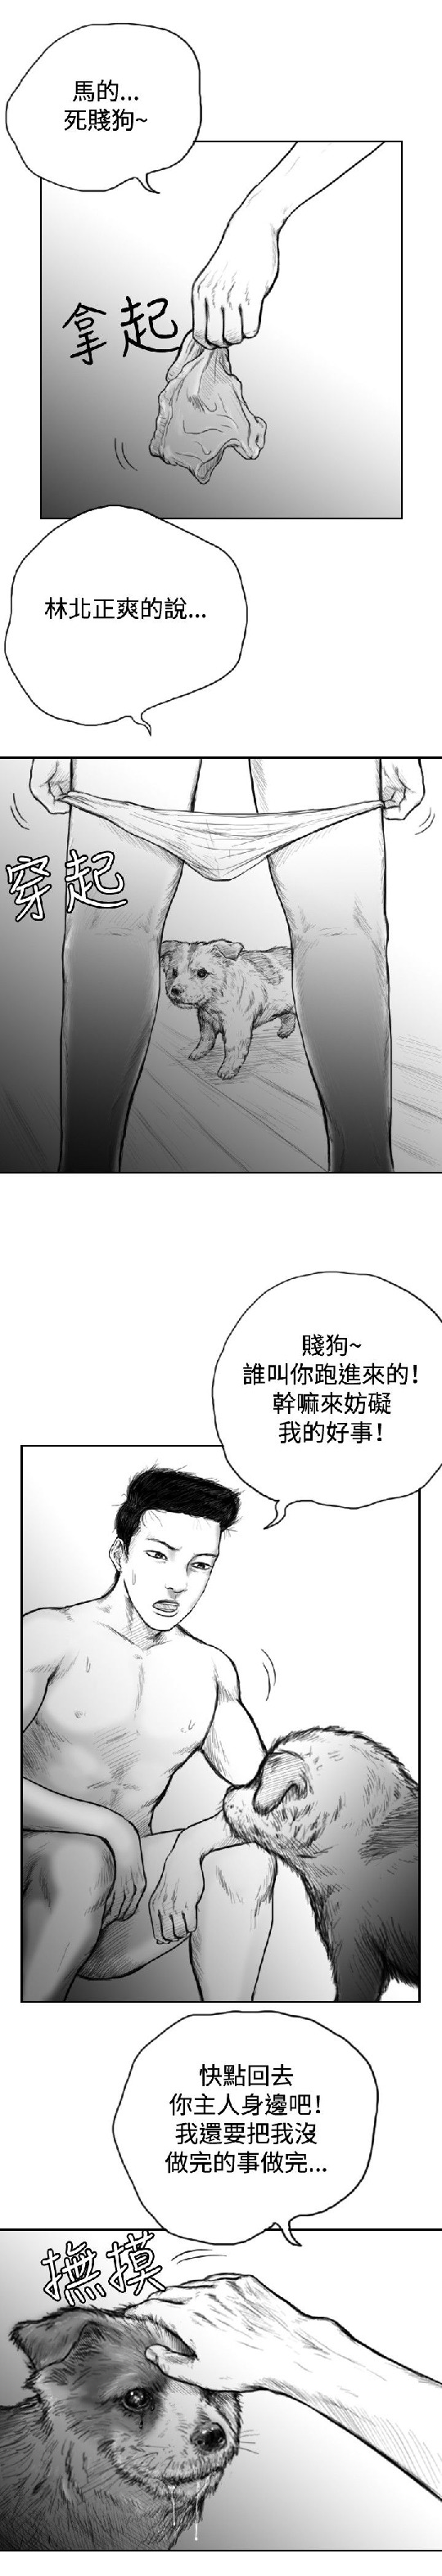 馬的...
死賤狗~
拿起
林北正爽的說...
穿起
賤狗~
誰叫你跑進來的!
幹嘛來妨礙
我的好事!
快點回去
你主人身邊吧!
我還要把我沒
做完的事做完...
撫摸